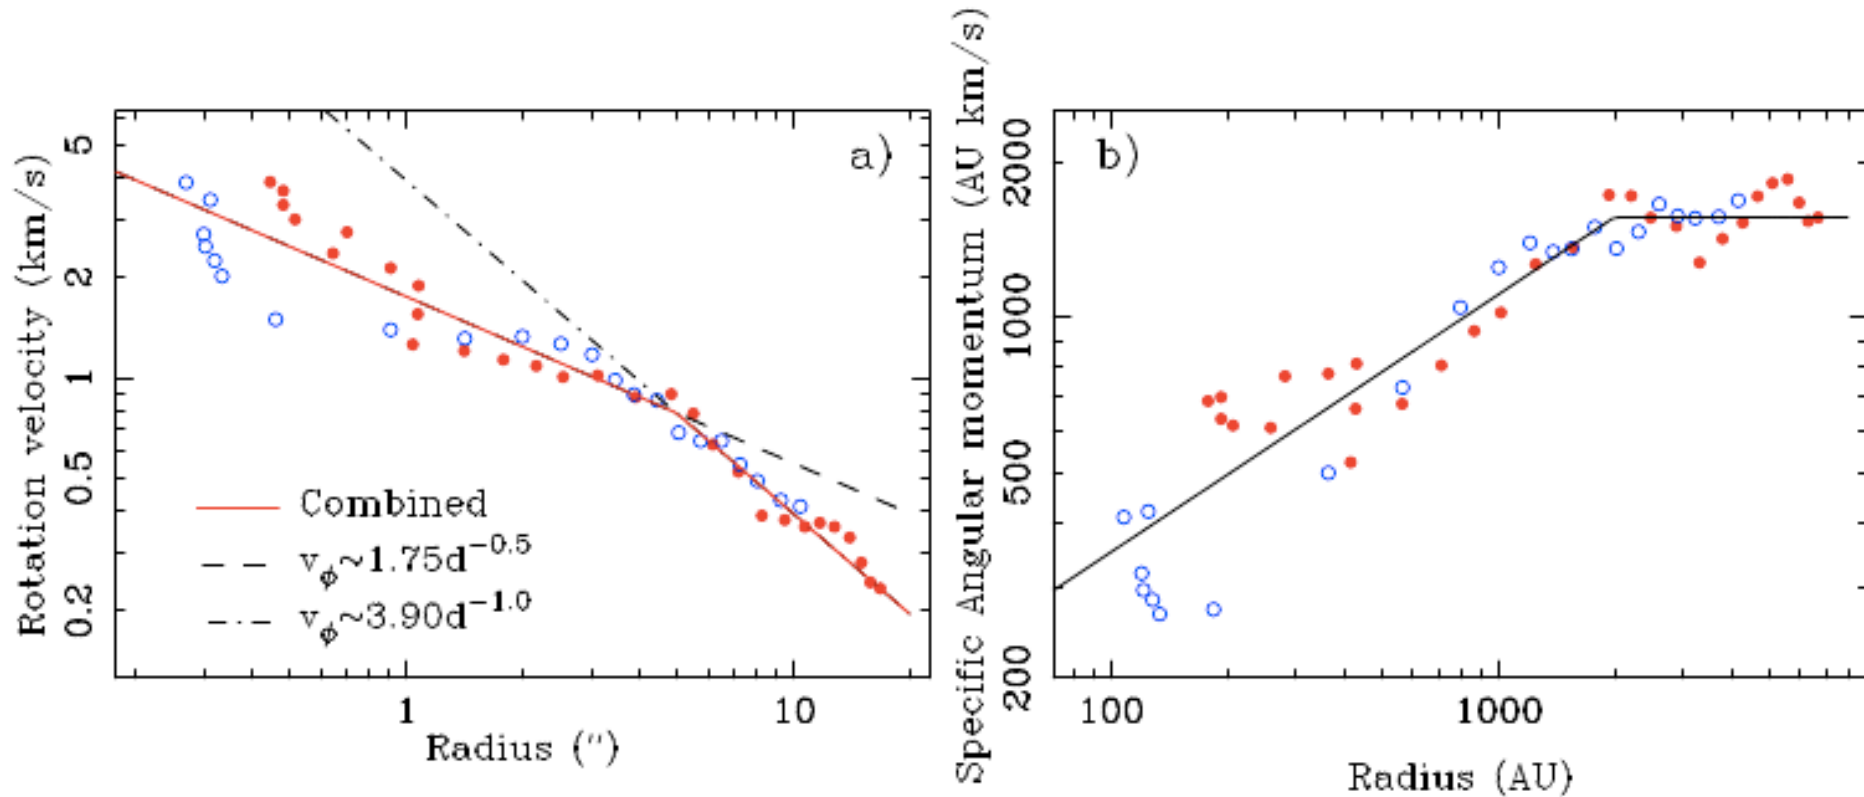 a)
Rotation velocity (km/s)
5
2
1
0.5
0.2
Combined
v_φ~1.75d^−0.5
v_φ~3.90d^−1.0
1
10
Radius (″)
b)
Specific Angular momentum (AU km/s)
2000
1000
500
200
100
1000
Radius (AU)